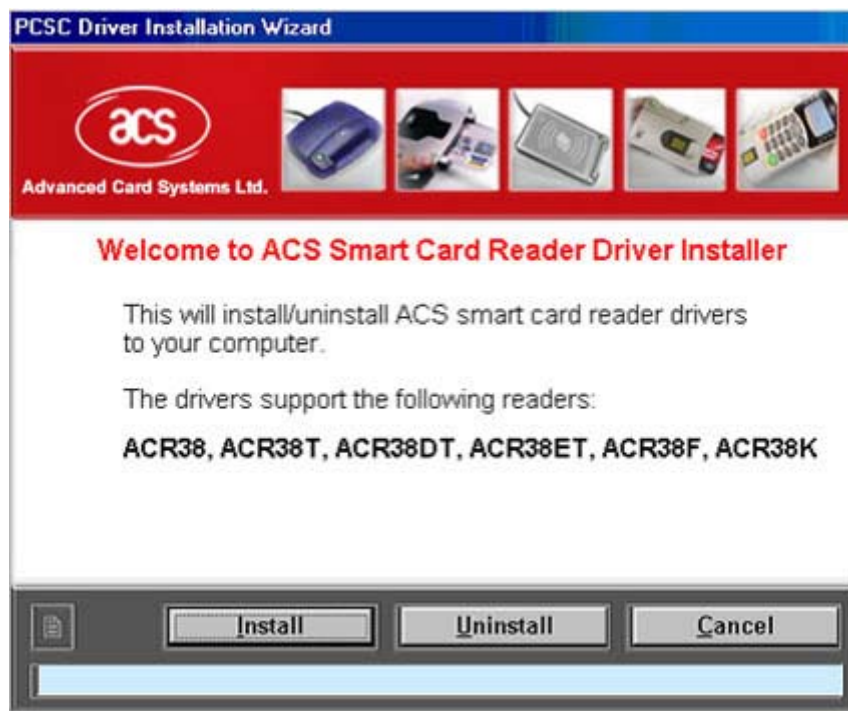 PCSC Driver Installation Wizard
acs
Advanced Card Systems Ltd.
Welcome to ACS Smart Card Reader Driver Installer
This will install/uninstall ACS smart card reader drivers
to your computer.
The drivers support the following readers:
ACR38, ACR38T, ACR38DT, ACR38ET, ACR38F, ACR38K
Install
Uninstall
Cancel